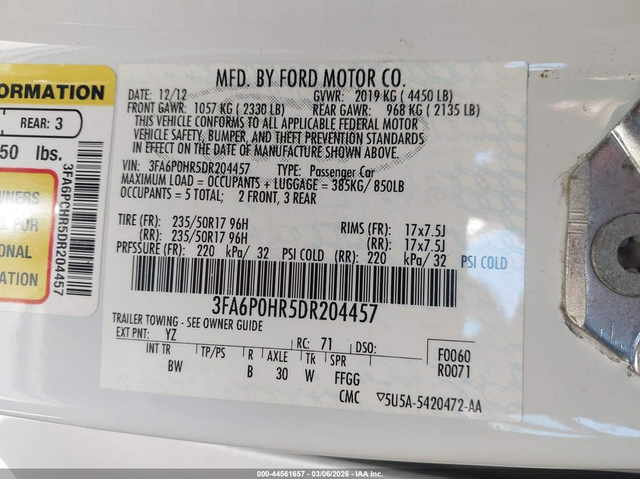 ORMATION
REAR: 3
50 lbs.
3FA6P0HR5DR204457
WNERS
L FOR
ONAL
ATION
MFD. BY FORD MOTOR CO.
DATE: 12/12 GVWR: 2019 KG ( 4450 LB)
FRONT GAWR: 1057 KG ( 2330 LB) REAR GAWR: 968 KG ( 2135 LB)
THIS VEHICLE CONFORMS TO ALL APPLICABLE FEDERAL MOTOR
VEHICLE SAFETY, BUMPER, AND THEFT PREVENTION STANDARDS
IN EFFECT ON THE DATE OF MANUFACTURE SHOWN ABOVE.
VIN: 3FA6P0HR5DR204457 TYPE: Passenger Car
MAXIMUM LOAD = OCCUPANTS + LUGGAGE = 385KG/850LB
OCCUPANTS = 5 TOTAL; 2 FRONT, 3 REAR
TIRE (FR): 235/50R17 96H RIMS (FR): 17x7.5J
(RR): 235/50R17 96H (RR): 17x7.5J
PRESSURE (FR): 220 kPa/ 32 PSI COLD (RR): 220 kPa/ 32 PSI COLD
3FA6P0HR5DR204457
TRAILER TOWING - SEE OWNER GUIDE
EXT PNT: YZ RC: 71 DSO: F0060
INT TR TP/PS R AXLE TR SPR R0071
BW B 30 W FFGG
CMC ▽5U5A-5420472-AA
000-44561657 | 03/06/2026 | IAA Inc.